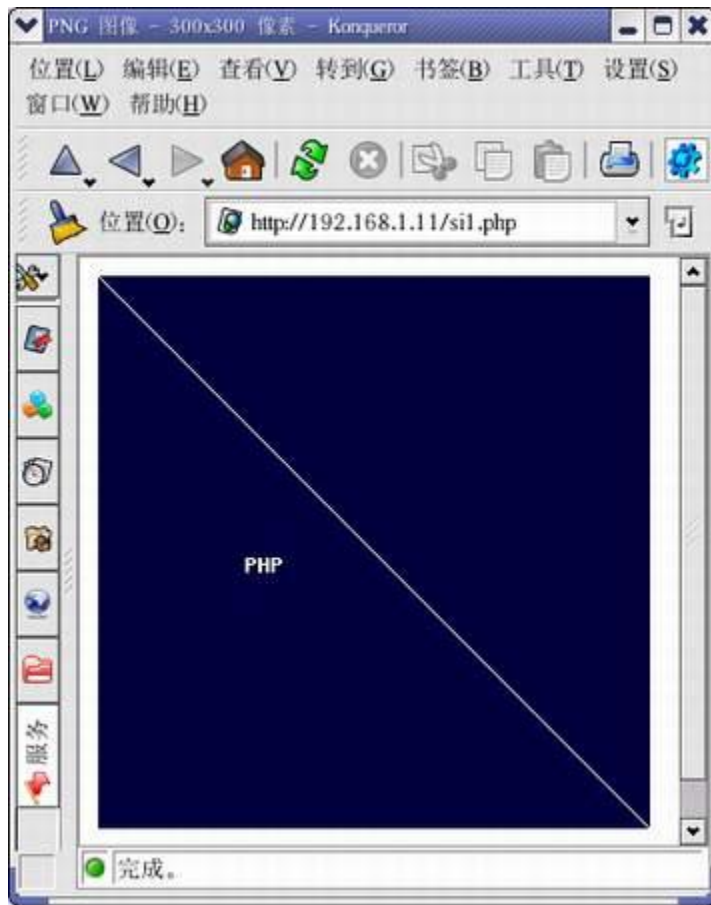 PNG 图像 - 300x300 像素 - Konqueror
位置(L) 编辑(E) 查看(V) 转到(G) 书签(B) 工具(T) 设置(S)
窗口(W) 帮助(H)
位置(O): http://192.168.1.11/si1.php
PHP
服务
完成。